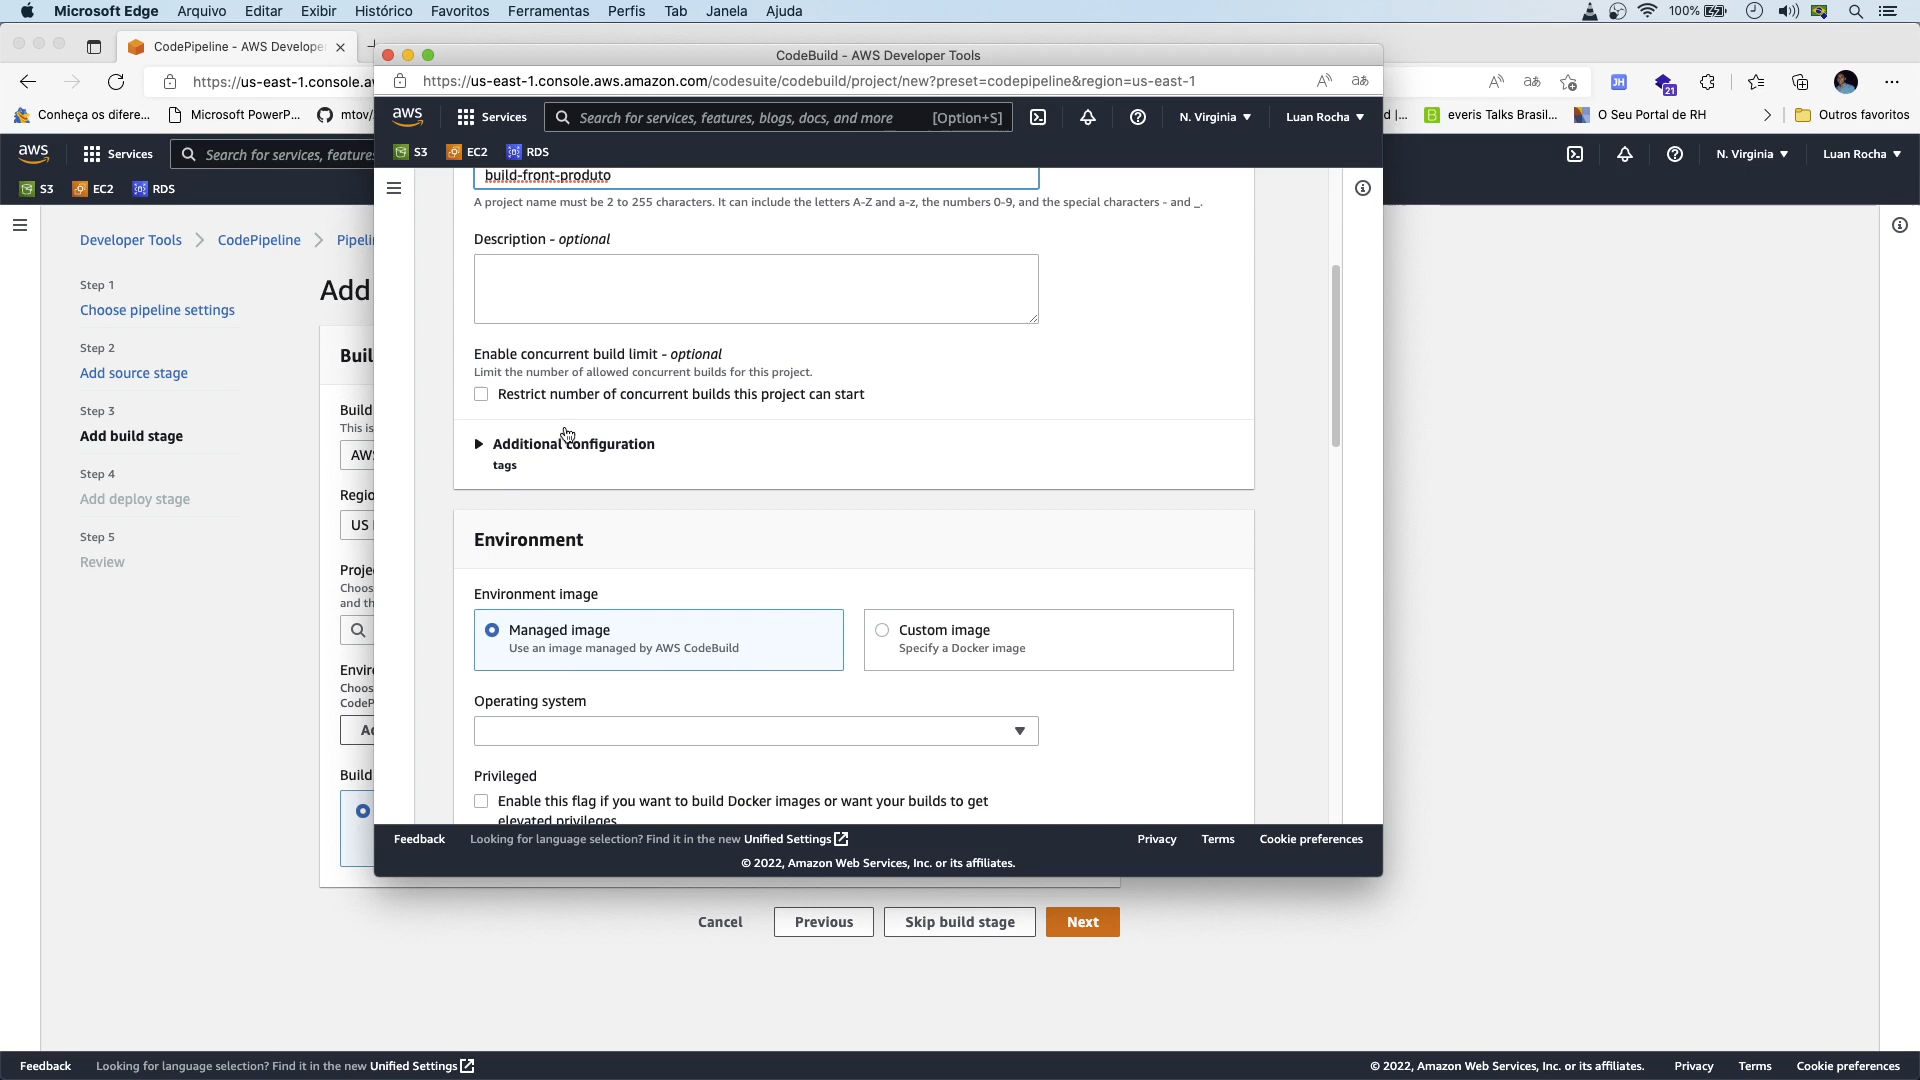 Microsoft Edge Arquivo Editar Exibir Histórico Favoritos Ferramentas Perfis Tab Janela Ajuda 100%
CodePipeline - AWS Develope
https://us-east-1.console.a
Conheça os difere... Microsoft PowerP... mtov/
everis Talks Brasil... O Seu Portal de RH Outros favoritos
21
aws Services Search for services, feature N. Virginia Luan Rocha
S3 EC2 RDS
Developer Tools CodePipeline Pipeli
Step 1
Choose pipeline settings
Step 2
Add source stage
Step 3
Add build stage
Step 4
Add deploy stage
Step 5
Review
Add
Buil
Build
This is
AWS
Regio
US
Proje
Choos
and th
Envir
Choos
CodeP
Build
CodeBuild - AWS Developer Tools
https://us-east-1.console.aws.amazon.com/codesuite/codebuild/project/new?preset=codepipeline&region=us-east-1
aws Services Search for services, features, blogs, docs, and more [Option+S] N. Virginia Luan Rocha
S3 EC2 RDS
build-front-produto
A project name must be 2 to 255 characters. It can include the letters A-Z and a-z, the numbers 0-9, and the special characters - and _.
Description - optional
Enable concurrent build limit - optional
Limit the number of allowed concurrent builds for this project.
Restrict number of concurrent builds this project can start
Additional configuration
tags
Environment
Environment image
Managed image
Use an image managed by AWS CodeBuild
Custom image
Specify a Docker image
Operating system
Privileged
Enable this flag if you want to build Docker images or want your builds to get
elevated privileges
Feedback Looking for language selection? Find it in the new Unified Settings Privacy Terms Cookie preferences
© 2022, Amazon Web Services, Inc. or its affiliates.
Cancel Previous Skip build stage Next
Feedback Looking for language selection? Find it in the new Unified Settings © 2022, Amazon Web Services, Inc. or its affiliates. Privacy Terms Cookie preferences